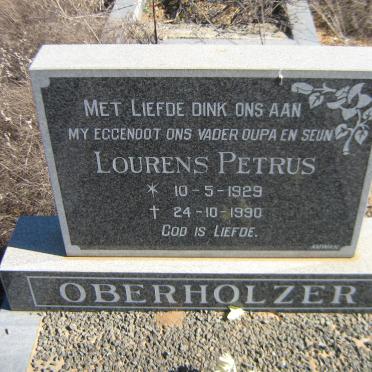 MET LIEFDE DINK ONS AAN
MY EGGENOOT ONS VADER OUPA EN SEUN
LOURENS PETRUS
* 10-5-1929
† 24-10-1990
GOD IS LIEFDE.
OBERHOLZER